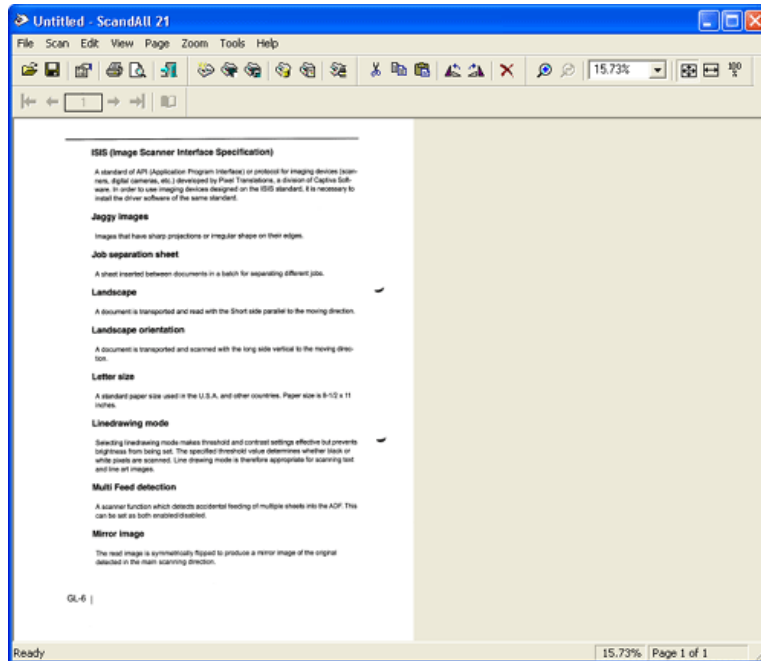 Untitled - ScandAll 21
File Scan Edit View Page Zoom Tools Help
15.73%
100
%
1
ISIS (Image Scanner Interface Specification)
A standard of API (Application Program Interface) or protocol for imaging devices (scan-
ners, digital cameras, etc.) developed by Pixel Translations, a division of Captiva Soft-
ware. In order to use imaging devices designed on the ISIS standard, it is necessary to
install the driver software of the same standard.
Jaggy images
Images that have sharp projections or irregular shape on their edges.
Job separation sheet
A sheet inserted between documents in a batch for separating different jobs.
Landscape
A document is transported and read with the Short side parallel to the moving direction.
Landscape orientation
A document is transported and scanned with the long side vertical to the moving direc-
tion.
Letter size
A standard paper size used in the U.S.A. and other countries. Paper size is 8-1/2 x 11
inches.
Linedrawing mode
Selecting linedrawing mode makes threshold and contrast settings effective but prevents
brightness from being set. The specified threshold value determines whether black or
white pixels are scanned. Line drawing mode is therefore appropriate for scanning text
and line art images.
Multi Feed detection
A scanner function which detects accidental feeding of multiple sheets into the ADF. This
can be set as both enabled/disabled.
Mirror image
The read image is symmetrically flipped to produce a mirror image of the original
detected in the main scanning direction.
GL-6 |
Ready
15.73% Page 1 of 1